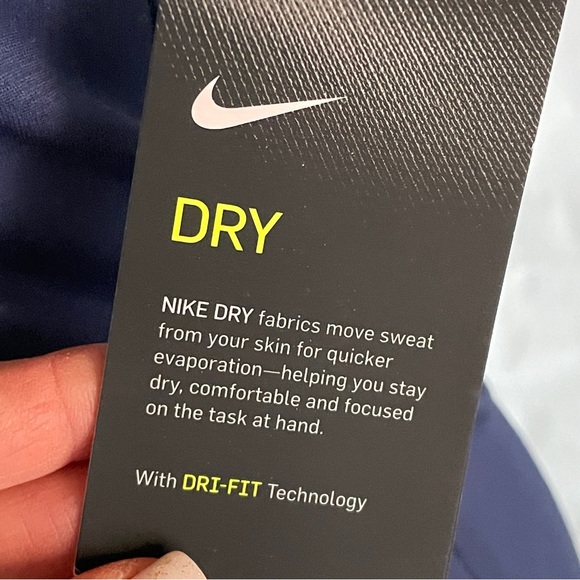 DRY
NIKE DRY fabrics move sweat
from your skin for quicker
evaporation—helping you stay
dry, comfortable and focused
on the task at hand.
With DRI-FIT Technology